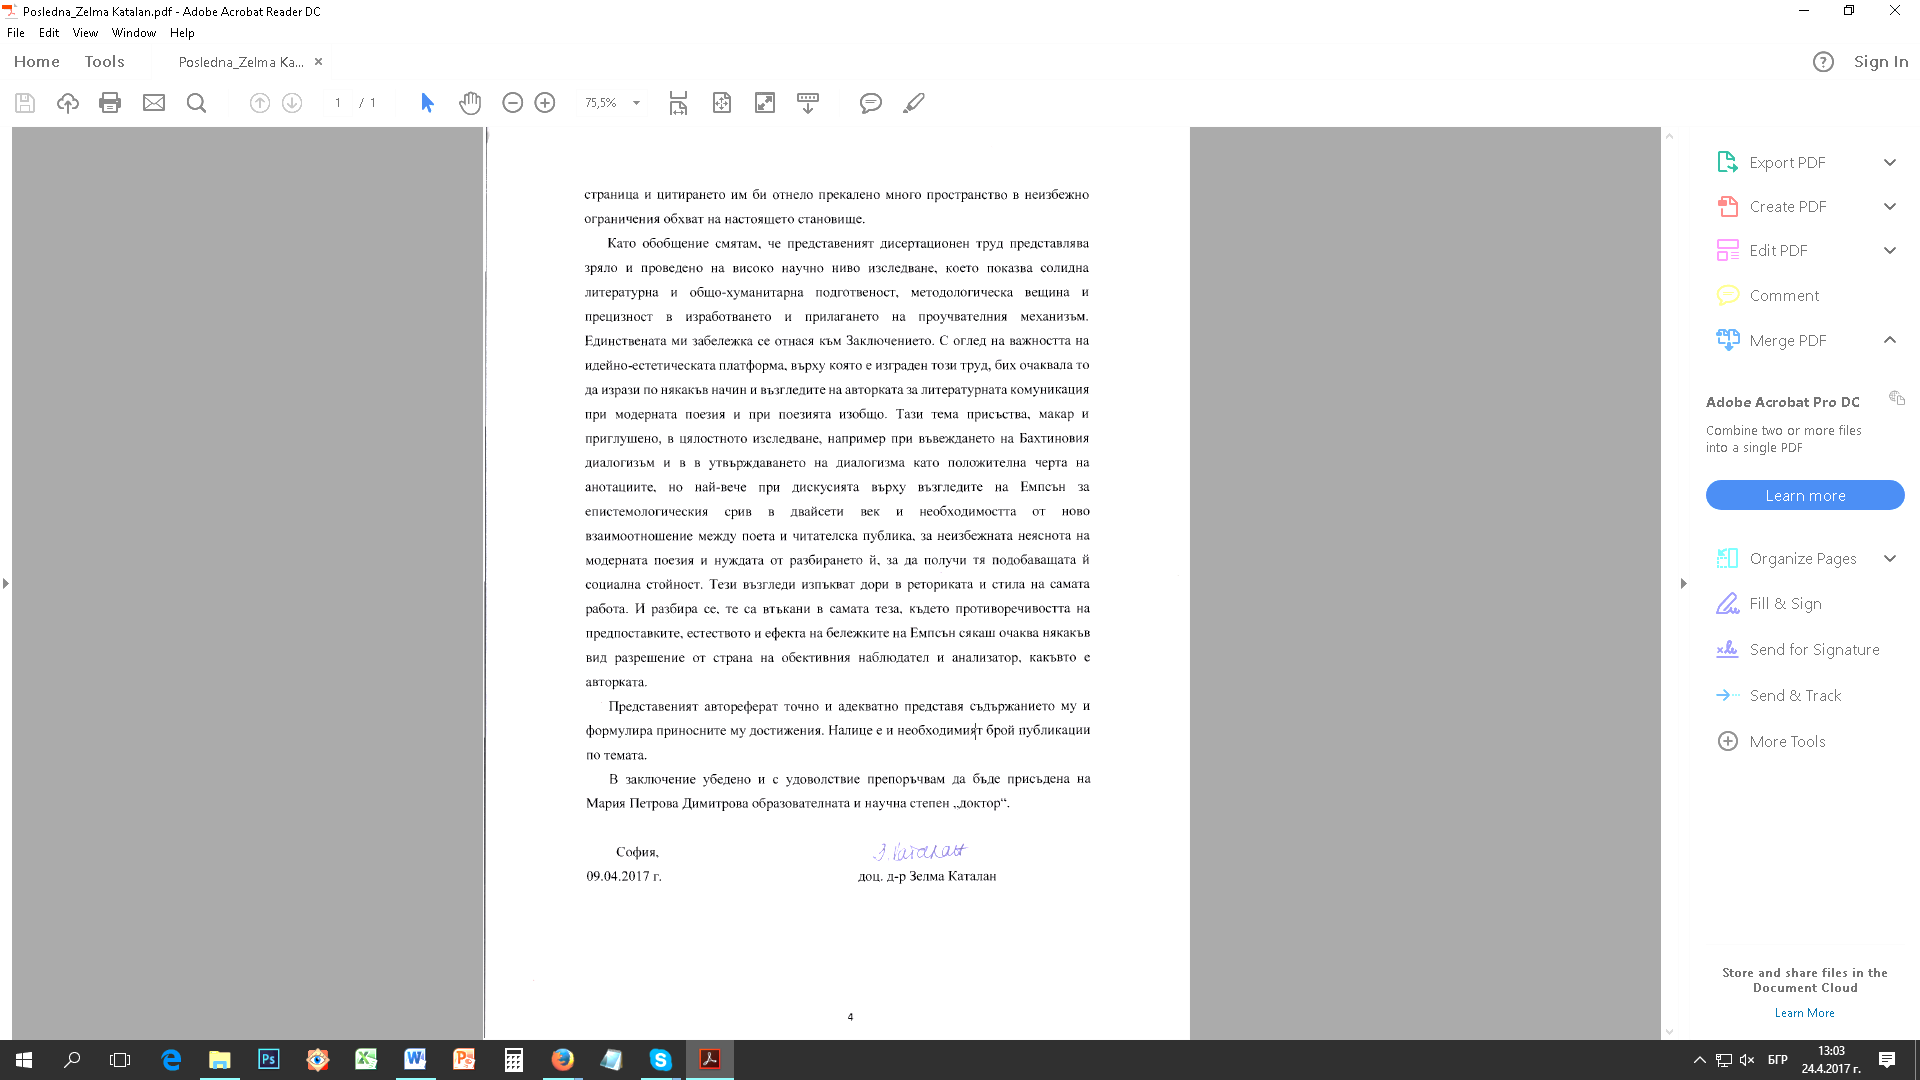 Posledna_Zelma Katalan.pdf - Adobe Acrobat Reader DC
File Edit View Window Help
Home Tools Posledna_Zelma Ka... × Sign In
1 / 1 75,5%
страница и цитирането им би отнело прекалено много пространство в неизбежно
ограничения обхват на настоящето становище.
Като обобщение смятам, че представеният дисертационен труд представлява
зряло и проведено на високо научно ниво изследване, което показва солидна
литературна и общо-хуманитарна подготвеност, методологическа вещина и
прецизност в изработването и прилагането на проучвателния механизъм.
Единствената ми забележка се отнася към Заключението. С оглед на важността на
идейно-естетическата платформа, върху която е изграден този труд, бих очаквала то
да изрази по някакъв начин и възгледите на авторката за литературната комуникация
при модерната поезия и при поезията изобщо. Тази тема присъства, макар и
приглушено, в цялостното изследване, например при въвеждането на Бахтиновия
диалогизъм и в в утвърждаването на диалогизма като положителна черта на
анотациите, но най-вече при дискусията върху възгледите на Емпсън за
епистемологическия срив в двайсети век и необходимостта от ново
взаимоотношение между поета и читателска публика, за неизбежната неяснота на
модерната поезия и нуждата от разбирането й, за да получи тя подобаващата й
социална стойност. Тези възгледи изпъкват дори в реториката и стила на самата
работа. И разбира се, те са втъкани в самата теза, където противоречивостта на
предпоставките, естеството и ефекта на бележките на Емпсън сякаш очаква някакъв
вид разрешение от страна на обективния наблюдател и анализатор, какъвто е
авторката.
Представеният автореферат точно и адекватно представя съдържанието му и
формулира приносните му достижения. Налице е и необходимият брой публикации
по темата.
В заключение убедено и с удоволствие препоръчвам да бъде присъдена на
Мария Петрова Димитрова образователната и научна степен „доктор“.
София,
З. Каталан
09.04.2017 г.
доц. д-р Зелма Каталан
4
Export PDF
Create PDF
Edit PDF
Comment
Merge PDF
Adobe Acrobat Pro DC
Combine two or more files
into a single PDF
Learn more
Organize Pages
Fill & Sign
Send for Signature
Send & Track
More Tools
Store and share files in the
Document Cloud
Learn More
БГР
13:03
24.4.2017 г.